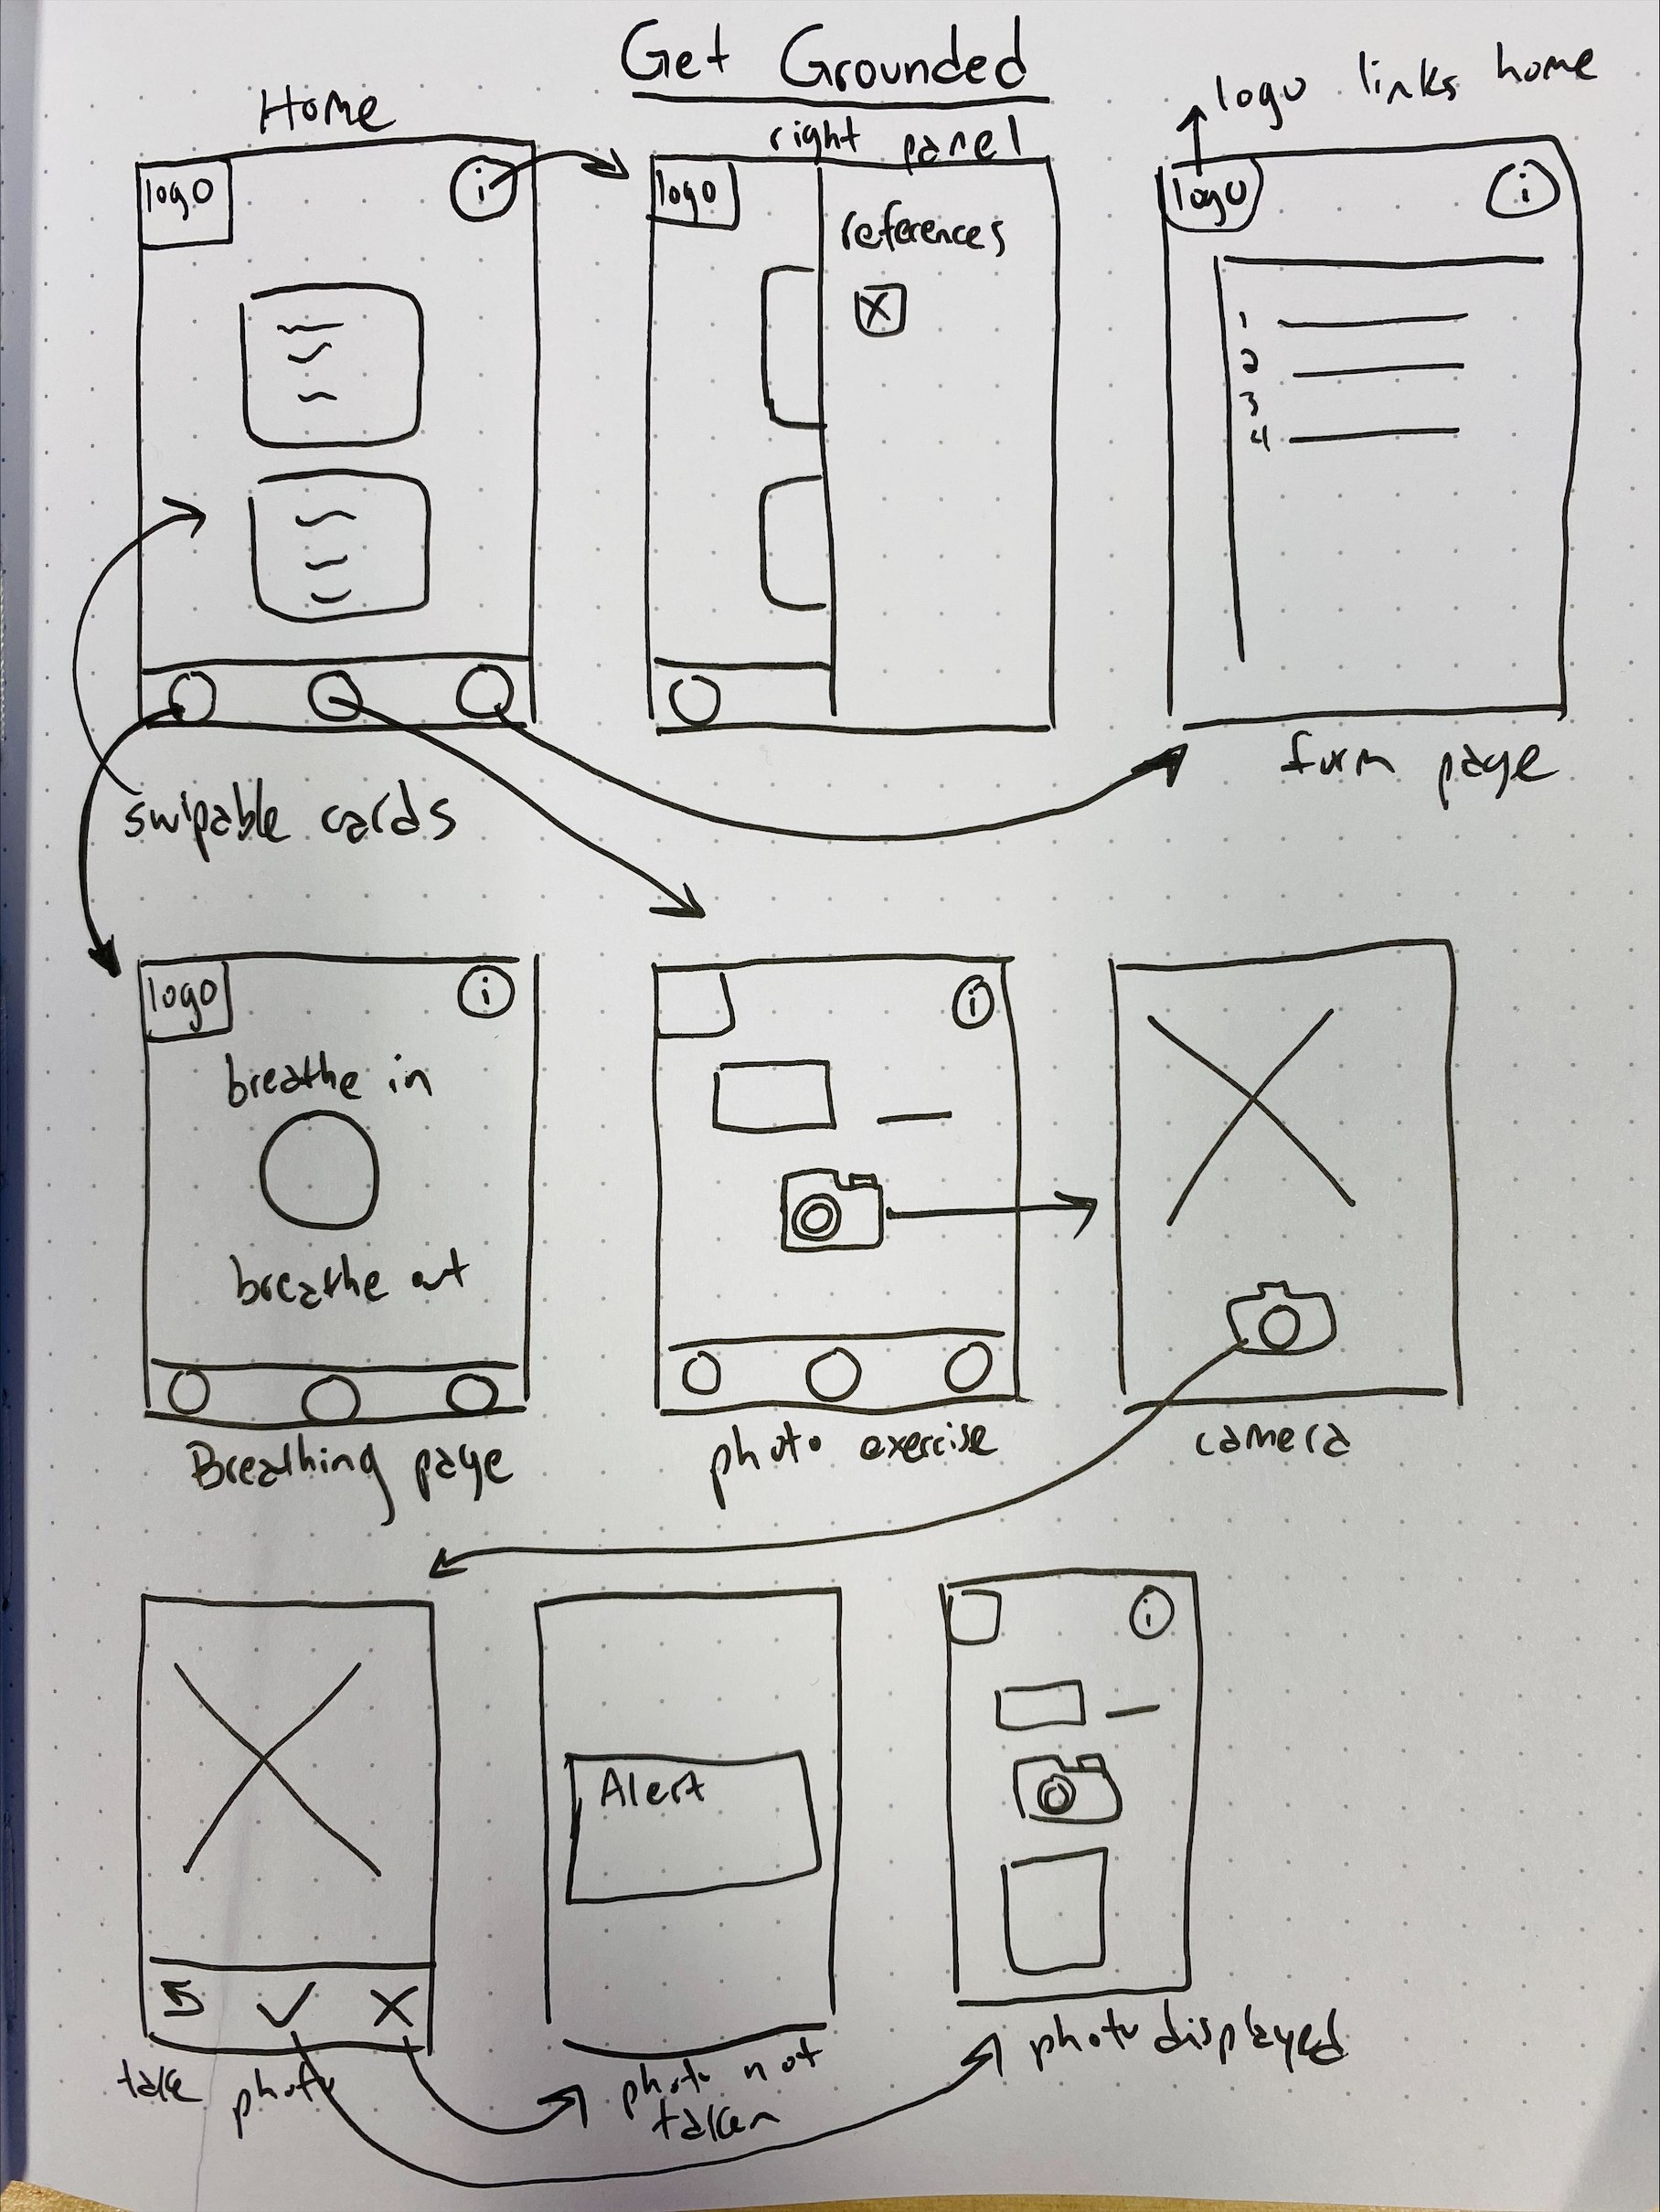 Get Grounded
Home
right panel
logo links home
logo
i
logo
references
X
logo
i
1
2
3
4
swipable cards
form page
logo
i
breathe in
breathe out
Breathing page
i
photo exercise
camera
take photo
Alert
photo not
taken
i
photo displayed